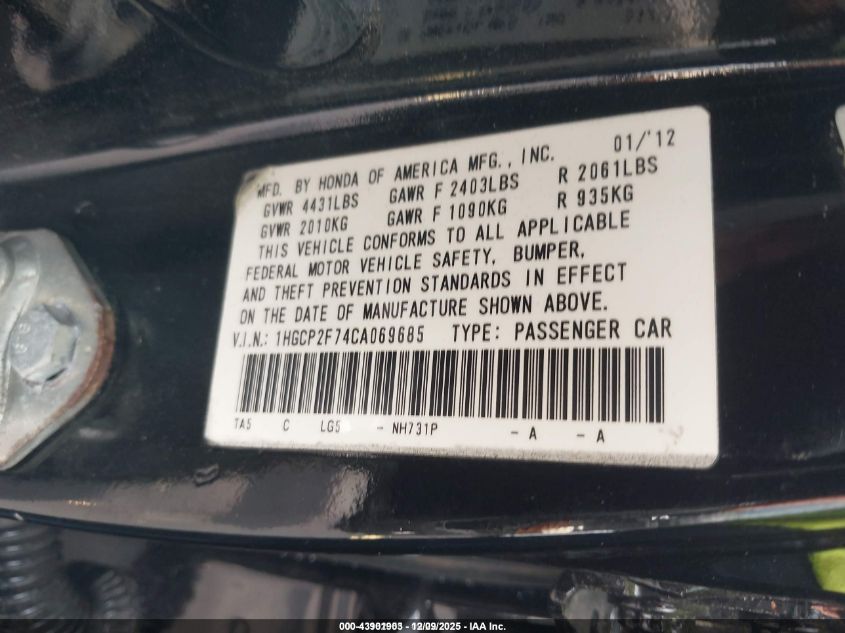 01/'12
MFD. BY HONDA OF AMERICA MFG., INC.
GVWR 4431LBS GAWR F 2403LBS R 2061LBS
GVWR 2010KG GAWR F 1090KG R 935KG
THIS VEHICLE CONFORMS TO ALL APPLICABLE
FEDERAL MOTOR VEHICLE SAFETY, BUMPER,
AND THEFT PREVENTION STANDARDS IN EFFECT
ON THE DATE OF MANUFACTURE SHOWN ABOVE.
V.I.N.: 1HGCP2F74CA069685 TYPE: PASSENGER CAR
TA5 C LG5 - NH731P - A - A
12/09/2025 - IAA Inc.